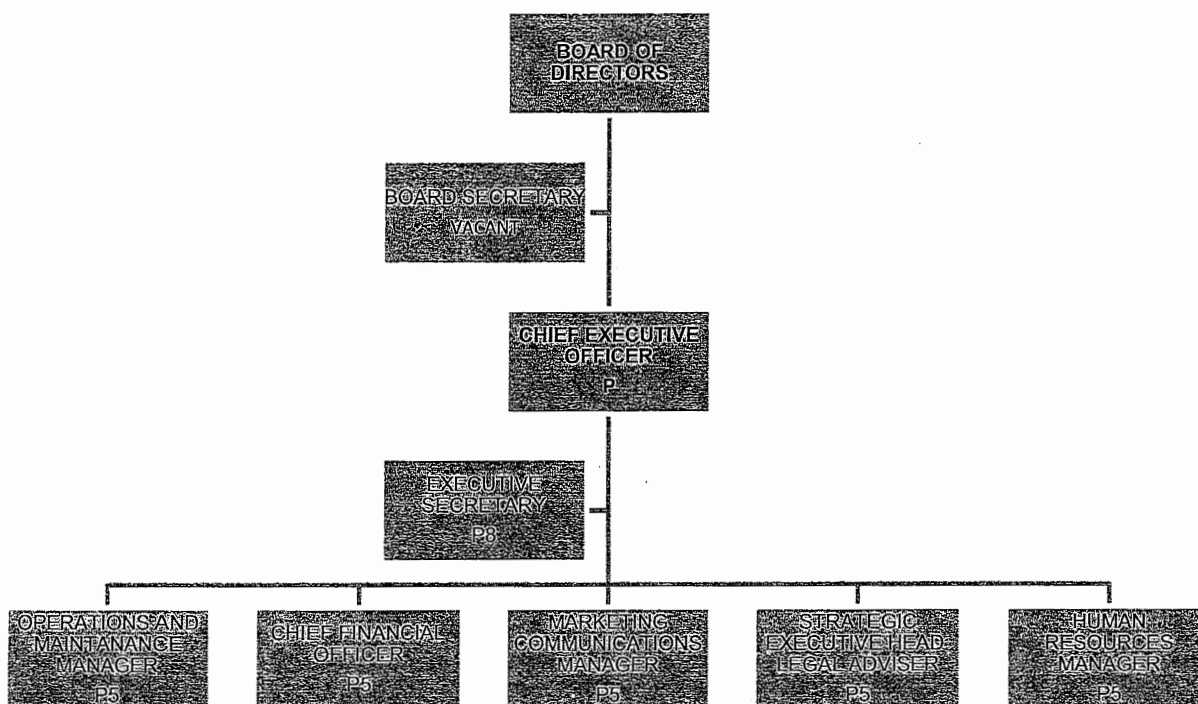 BOARD OF
DIRECTORS
BOARD SECRETARY
VACANT
CHIEF EXECUTIVE
OFFICER
P
EXECUTIVE
SECRETARY
P8
OPERATIONS AND
MAINTANANCE
MANAGER
P5
CHIEF FINANCIAL
OFFICER
P5
MARKETING
COMMUNICATIONS
MANAGER
P5
STRATEGIC
EXECUTIVE HEAD
LEGAL ADVISER
P5
HUMAN
RESOURCES
MANAGER
P5